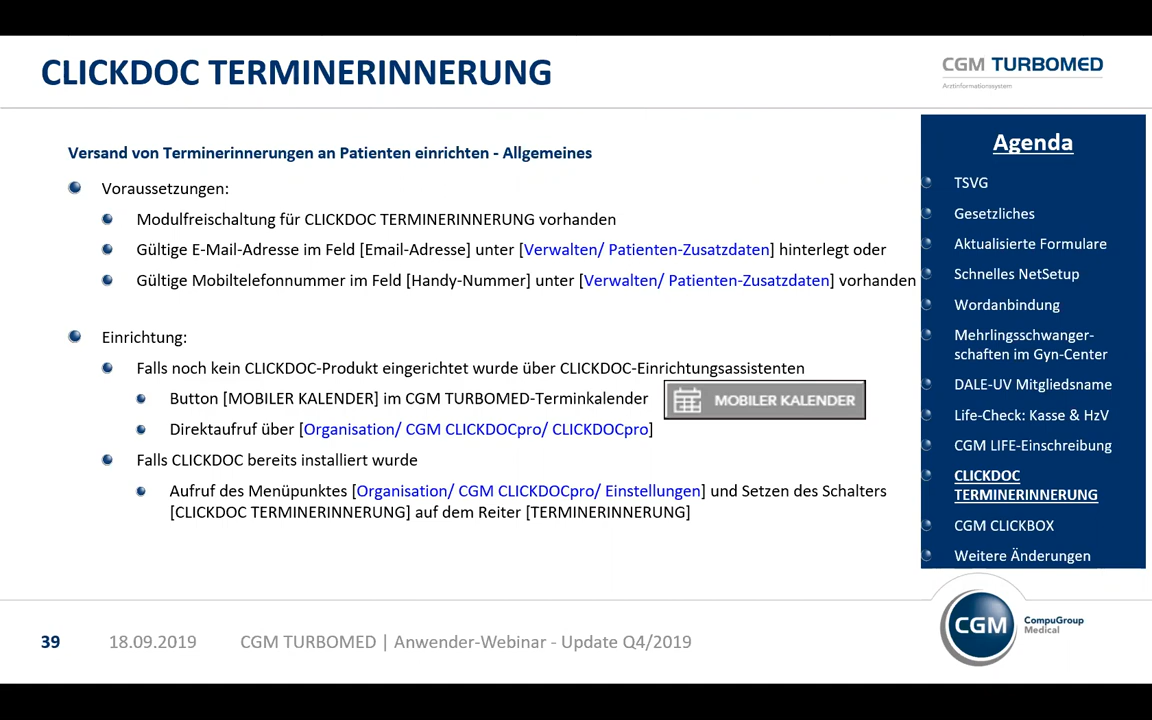 CLICKDOC TERMINERINNERUNG
CGM TURBOMED
Arztinformationssystem
Versand von Terminerinnerungen an Patienten einrichten - Allgemeines
Voraussetzungen:
Modulfreischaltung für CLICKDOC TERMINERINNERUNG vorhanden
Gültige E-Mail-Adresse im Feld [Email-Adresse] unter [Verwalten/ Patienten-Zusatzdaten] hinterlegt oder
Gültige Mobiltelefonnummer im Feld [Handy-Nummer] unter [Verwalten/ Patienten-Zusatzdaten] vorhanden
Einrichtung:
Falls noch kein CLICKDOC-Produkt eingerichtet wurde über CLICKDOC-Einrichtungsassistenten
Button [MOBILER KALENDER] im CGM TURBOMED-Terminkalender
MOBILER KALENDER
Direktaufruf über [Organisation/ CGM CLICKDOCpro/ CLICKDOCpro]
Falls CLICKDOC bereits installiert wurde
Aufruf des Menüpunktes [Organisation/ CGM CLICKDOCpro/ Einstellungen] und Setzen des Schalters
[CLICKDOC TERMINERINNERUNG] auf dem Reiter [TERMINERINNERUNG]
Agenda
TSVG
Gesetzliches
Aktualisierte Formulare
Schnelles NetSetup
Wordanbindung
Mehrlingsschwanger-
schaften im Gyn-Center
DALE-UV Mitgliedsname
Life-Check: Kasse & HzV
CGM LIFE-Einschreibung
CLICKDOC
TERMINERINNERUNG
CGM CLICKBOX
Weitere Änderungen
39
18.09.2019
CGM TURBOMED | Anwender-Webinar - Update Q4/2019
CGM
CompuGroup
Medical